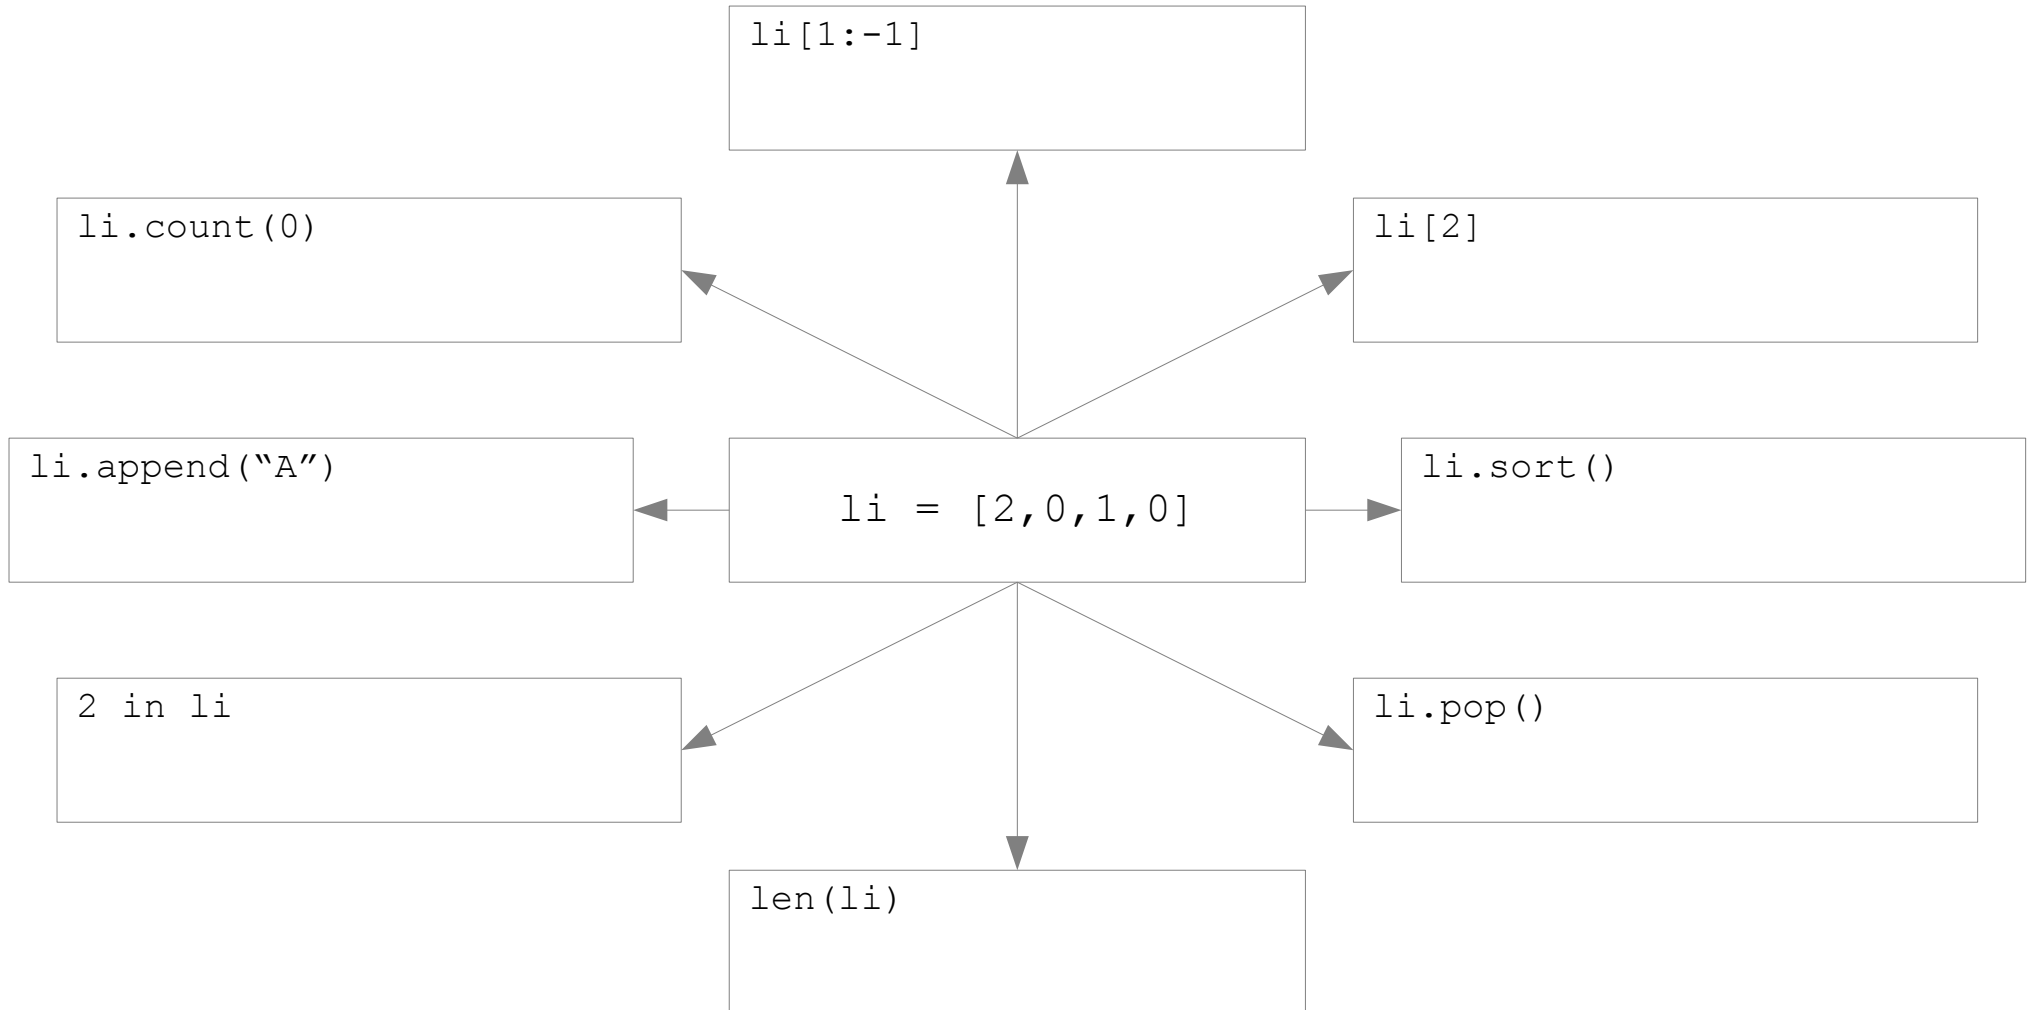 li[1:-1]
li.count(0)
li[2]
li.append(“A”)
li = [2,0,1,0]
li.sort()
2 in li
li.pop()
len(li)